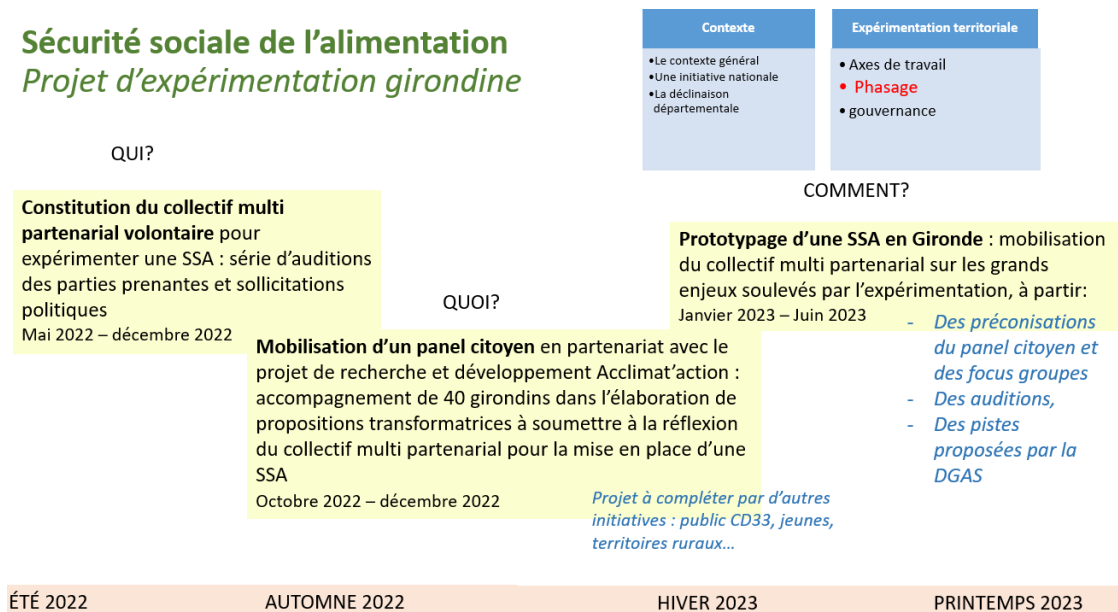 Sécurité sociale de l'alimentation
Projet d'expérimentation girondine
Contexte
•Le contexte général
•Une initiative nationale
•La déclinaison
départementale
Expérimentation territoriale
• Axes de travail
• Phasage
• gouvernance
QUI?
Constitution du collectif multi
partenarial volontaire pour
expérimenter une SSA : série d'auditions
des parties prenantes et sollicitations
politiques
Mai 2022 – décembre 2022
QUOI?
Mobilisation d'un panel citoyen en partenariat avec le
projet de recherche et développement Acclimat'action :
accompagnement de 40 girondins dans l'élaboration de
propositions transformatrices à soumettre à la réflexion
du collectif multi partenarial pour la mise en place d'une
SSA
Octobre 2022 – décembre 2022
Projet à compléter par d'autres
initiatives : public CD33, jeunes,
territoires ruraux…
COMMENT?
Prototypage d'une SSA en Gironde : mobilisation
du collectif multi partenarial sur les grands
enjeux soulevés par l'expérimentation, à partir:
Janvier 2023 – Juin 2023
- Des préconisations
du panel citoyen et
des focus groupes
- Des auditions,
- Des pistes
proposées par la
DGAS
ÉTÉ 2022
AUTOMNE 2022
HIVER 2023
PRINTEMPS 2023